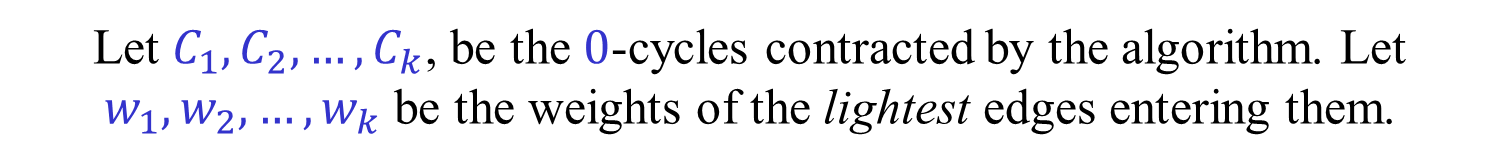 Let C₁, C₂, … , Cₖ, be the 0-cycles contracted by the algorithm. Let
w₁, w₂, … , wₖ be the weights of the lightest edges entering them.